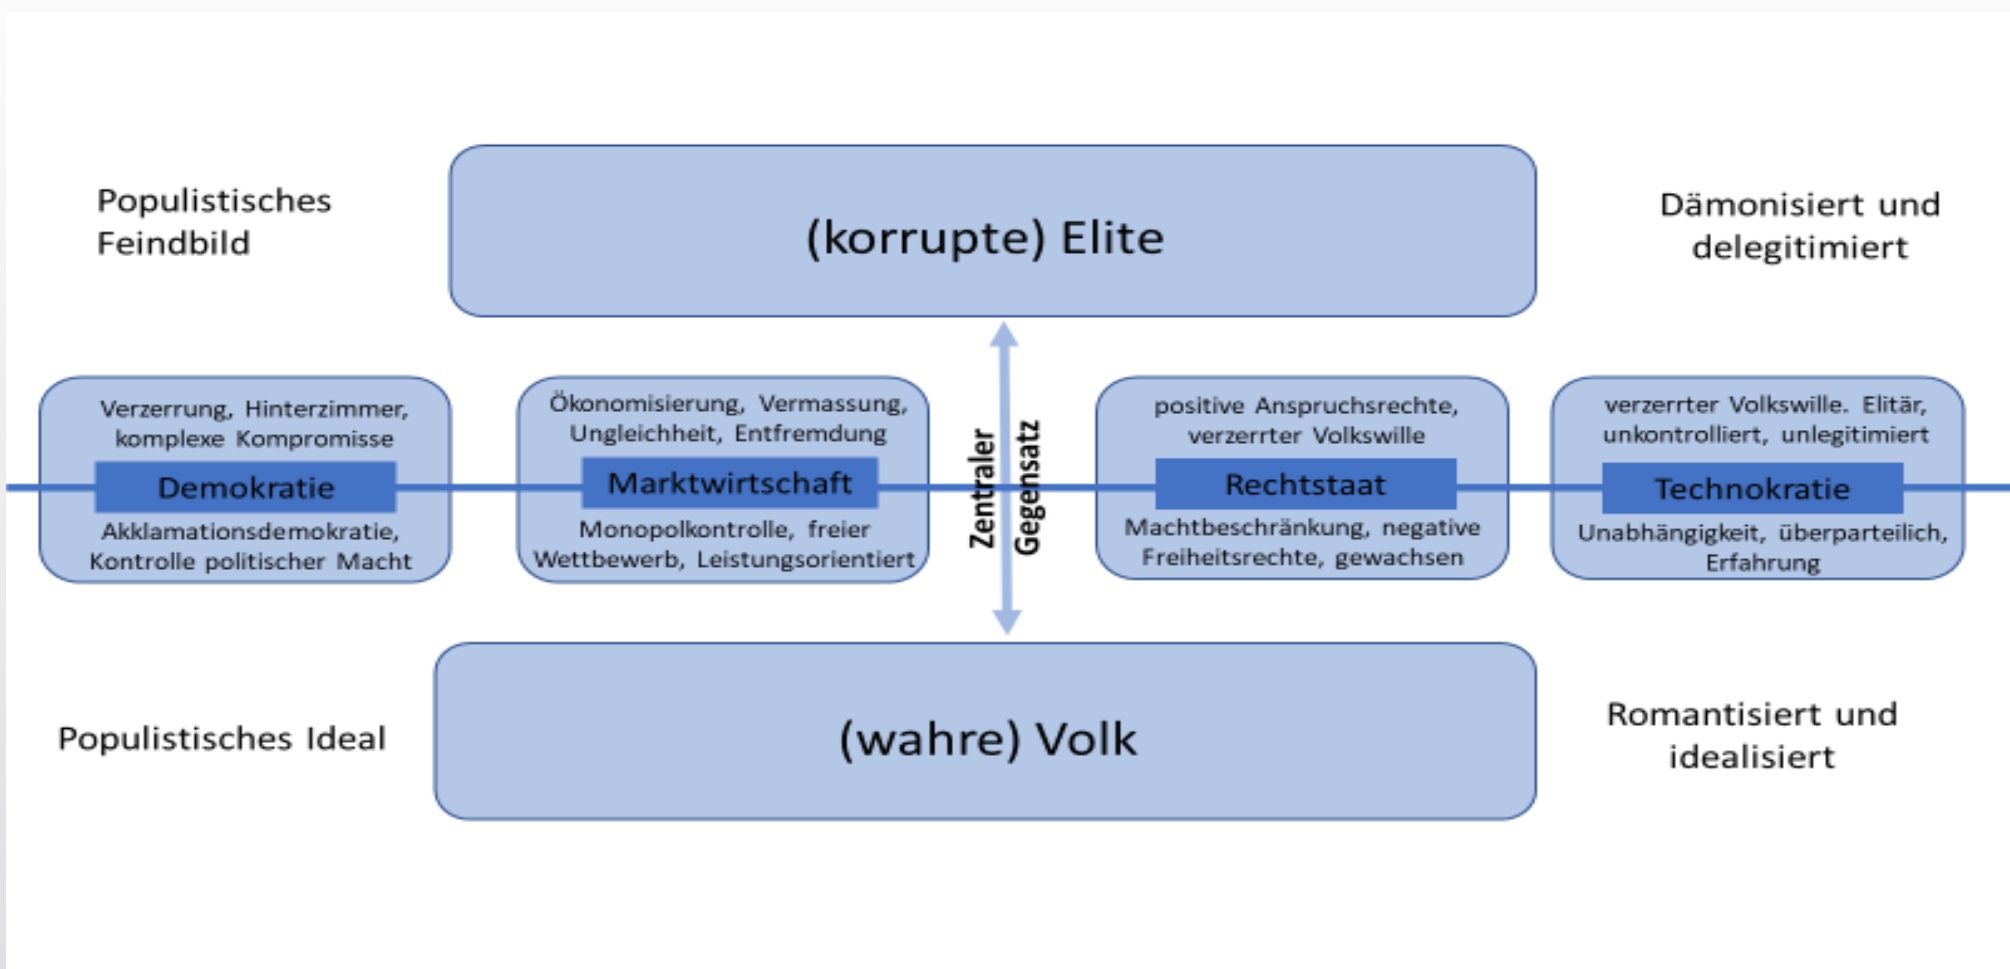 Populistisches
Feindbild
(korrupte) Elite
Dämonisiert und
delegitimiert
Verzerrung, Hinterzimmer,
komplexe Kompromisse
Demokratie
Akklamationsdemokratie,
Kontrolle politischer Macht
Ökonomisierung, Vermassung,
Ungleichheit, Entfremdung
Marktwirtschaft
Monopolkontrolle, freier
Wettbewerb, Leistungsorientiert
Zentraler
Gegensatz
positive Anspruchsrechte,
verzerrter Volkswille
Rechtstaat
Machtbeschränkung, negative
Freiheitsrechte, gewachsen
verzerrter Volkswille. Elitär,
unkontrolliert, unlegitimiert
Technokratie
Unabhängigkeit, überparteilich,
Erfahrung
Populistisches Ideal
(wahre) Volk
Romantisiert und
idealisiert